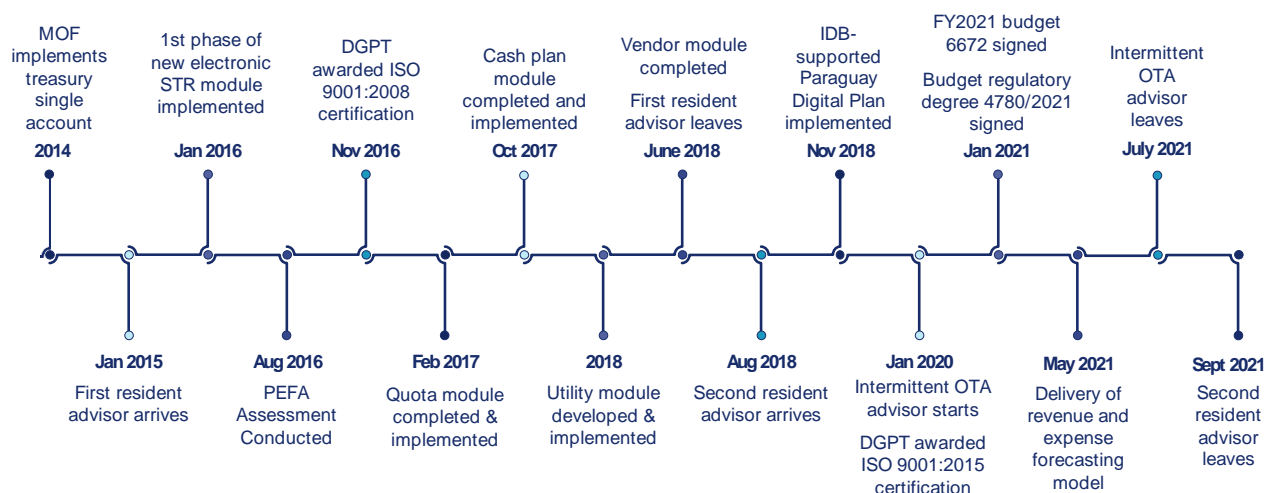 MOF
implements
treasury
single
account
2014
1st phase of
new electronic
STR module
implemented
Jan 2016
DGPT
awarded ISO
9001:2008
certification
Nov 2016
Cash plan
module
completed and
implemented
Oct 2017
Vendor module
completed
First resident
advisor leaves
June 2018
IDB-
supported
Paraguay
Digital Plan
implemented
Nov 2018
FY2021 budget
6672 signed
Budget regulatory
degree 4780/2021
signed
Jan 2021
Intermittent
OTA
advisor
leaves
July 2021
Jan 2015
First resident
advisor arrives
Aug 2016
PEFA
Assessment
Conducted
Feb 2017
Quota module
completed &
implemented
2018
Utility module
developed &
implemented
Aug 2018
Second resident
advisor arrives
Jan 2020
Intermittent OTA
advisor starts
DGPT awarded
ISO 9001:2015
certification
May 2021
Delivery of
revenue and
expense
forecasting
model
Sept 2021
Second
resident
advisor
leaves